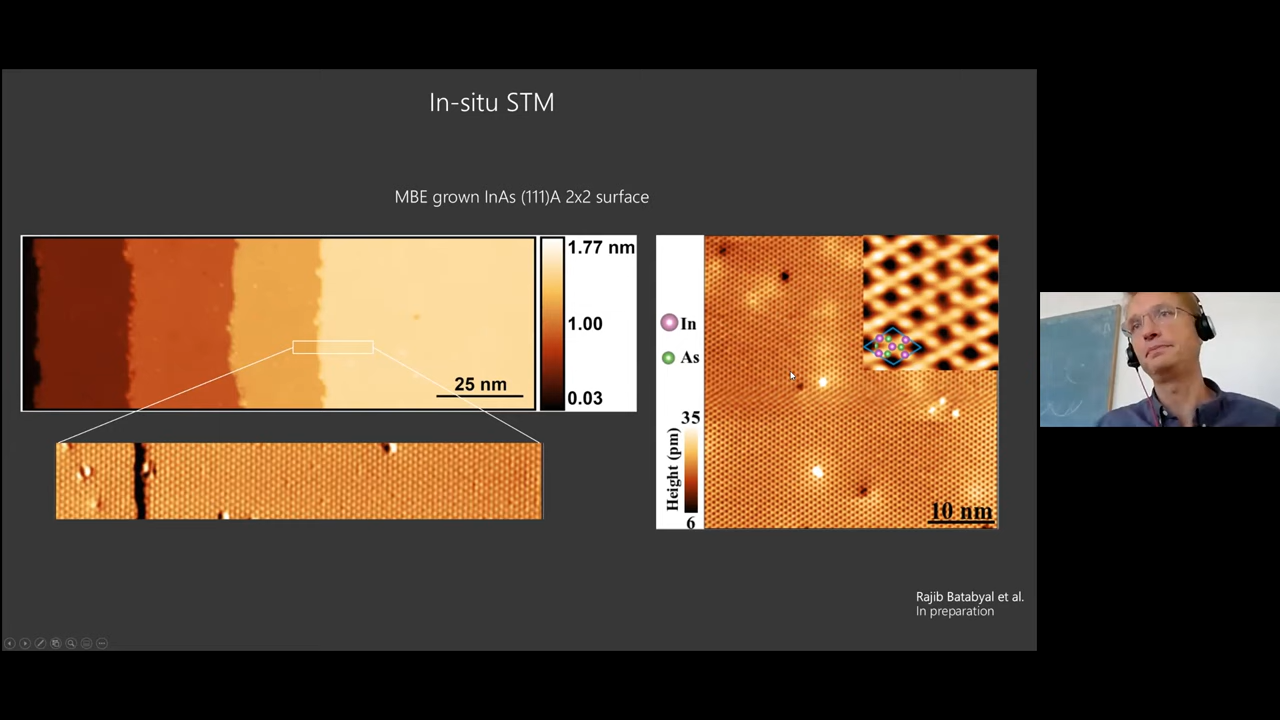 In-situ STM
MBE grown InAs (111)A 2x2 surface
1.77 nm
1.00
0.03
25 nm
In
As
35
Height (pm)
6
10 nm
Rajib Batabyal et al.
In preparation